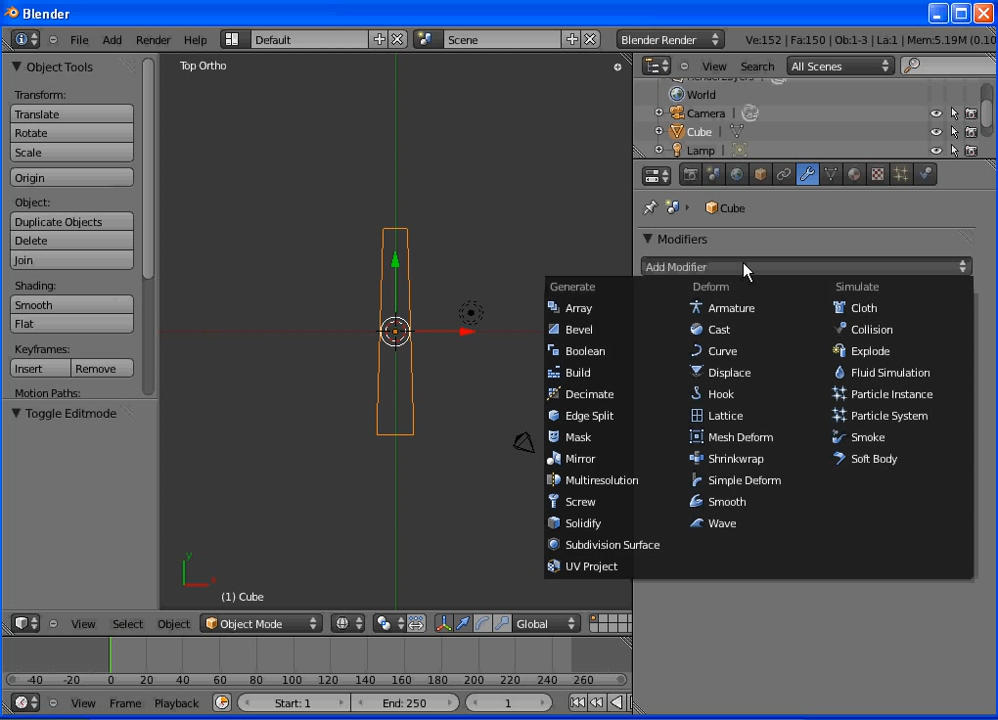 Blender
File Add Render Help Default Scene Blender Render Ve:152 | Fa:150 | Ob:1-3 | La:1 | Mem:5.19M (0.10
Object Tools
Transform:
Translate
Rotate
Scale
Origin
Object:
Duplicate Objects
Delete
Join
Shading:
Smooth
Flat
Keyframes:
Insert Remove
Motion Paths:
Toggle Editmode
Top Ortho
y
x
(1) Cube
View Search All Scenes
World
Camera
Cube
Lamp
Cube
Modifiers
Add Modifier
Generate
Array
Bevel
Boolean
Build
Decimate
Edge Split
Mask
Mirror
Multiresolution
Screw
Solidify
Subdivision Surface
UV Project
Deform
Armature
Cast
Curve
Displace
Hook
Lattice
Mesh Deform
Shrinkwrap
Simple Deform
Smooth
Wave
Simulate
Cloth
Collision
Explode
Fluid Simulation
Particle Instance
Particle System
Smoke
Soft Body
View Select Object Object Mode Global
-40 -20 0 20 40 60 80 100 120 140 160 180 200 220 240 260
View Frame Playback Start: 1 End: 250 1